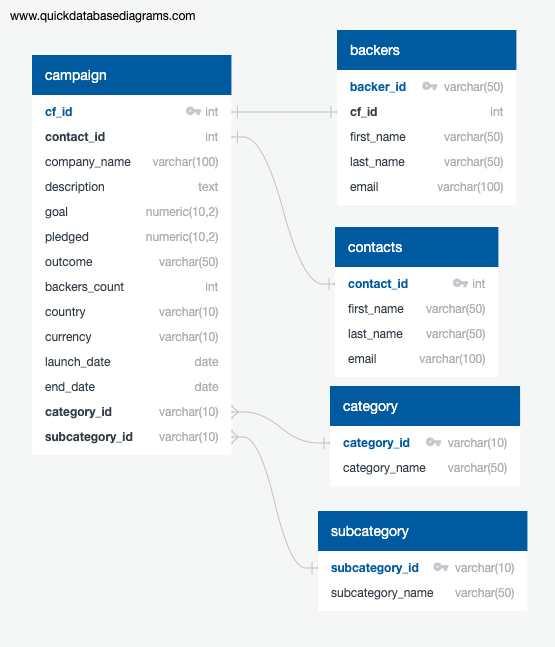 www.quickdatabasediagrams.com
campaign
cf_id int
contact_id int
company_name varchar(100)
description text
goal numeric(10,2)
pledged numeric(10,2)
outcome varchar(50)
backers_count int
country varchar(10)
currency varchar(10)
launch_date date
end_date date
category_id varchar(10)
subcategory_id varchar(10)
backers
backer_id varchar(50)
cf_id int
first_name varchar(50)
last_name varchar(50)
email varchar(100)
contacts
contact_id int
first_name varchar(50)
last_name varchar(50)
email varchar(100)
category
category_id varchar(10)
category_name varchar(50)
subcategory
subcategory_id varchar(10)
subcategory_name varchar(50)